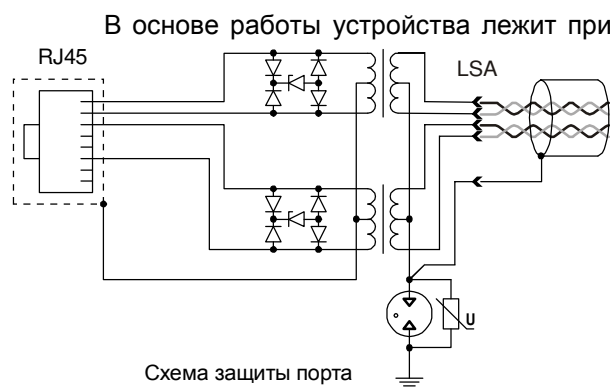 В основе работы устройства лежит при
RJ45
LSA
U
Схема защиты порта